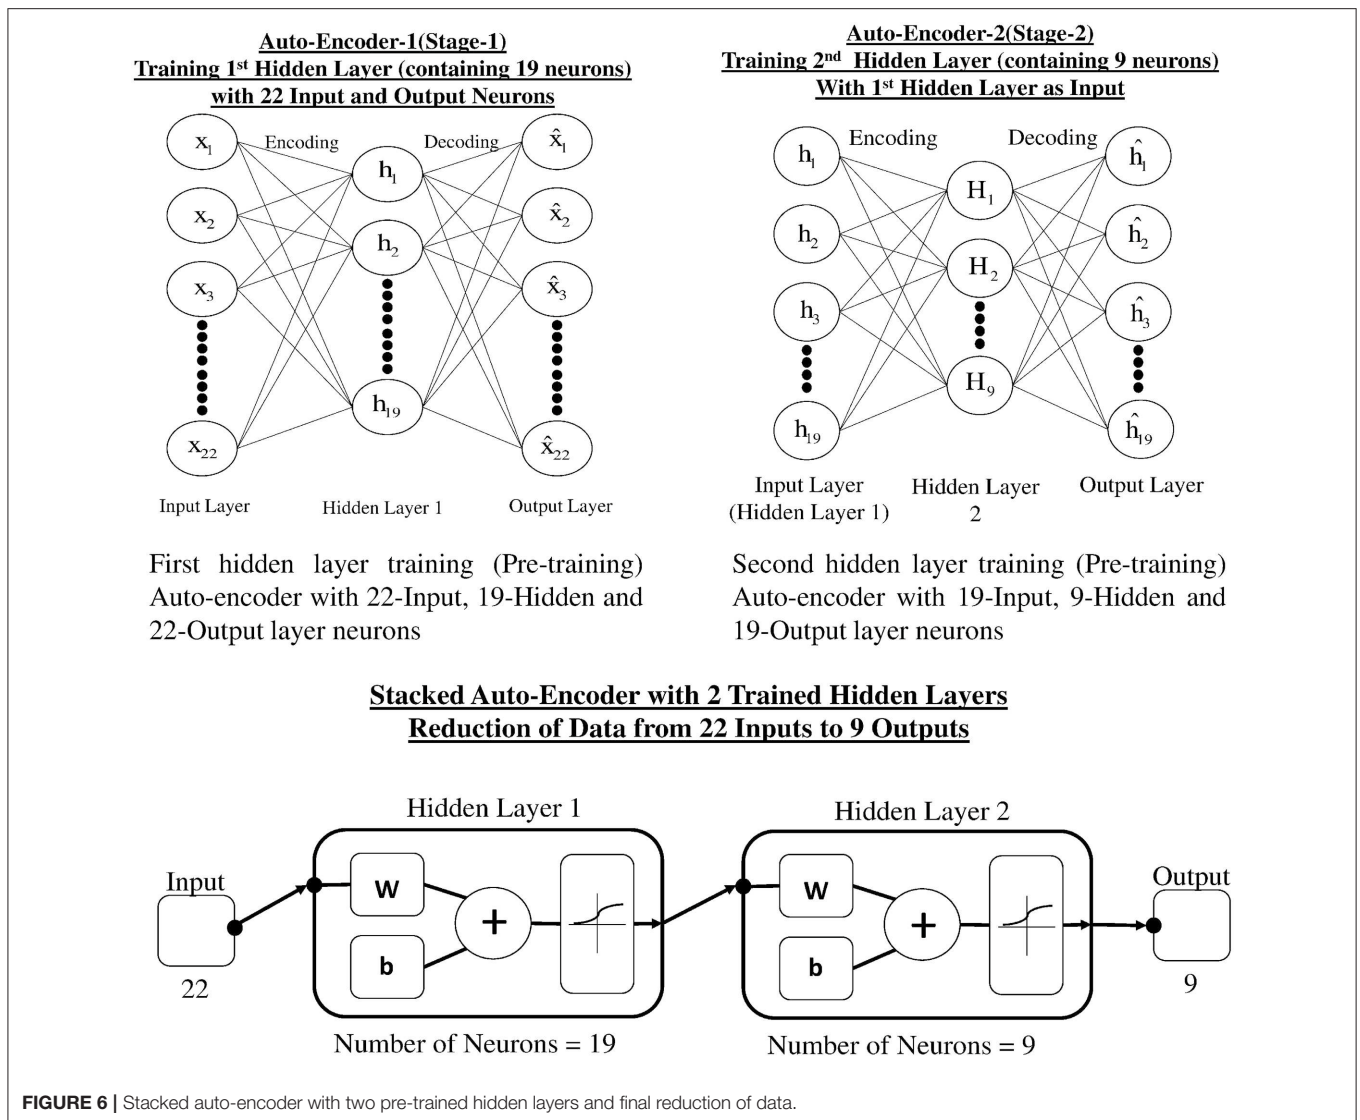 Auto-Encoder-1(Stage-1)
Training 1st Hidden Layer (containing 19 neurons)
with 22 Input and Output Neurons
x1
x2
x3
x22
Encoding
h1
h2
h19
Decoding
x̂1
x̂2
x̂3
x̂22
Input Layer
Hidden Layer 1
Output Layer
First hidden layer training (Pre-training)
Auto-encoder with 22-Input, 19-Hidden and
22-Output layer neurons
Auto-Encoder-2(Stage-2)
Training 2nd Hidden Layer (containing 9 neurons)
With 1st Hidden Layer as Input
h1
h2
h3
h19
Encoding
H1
H2
H9
Decoding
ĥ1
ĥ2
ĥ3
ĥ19
Input Layer
(Hidden Layer 1)
Hidden Layer
2
Output Layer
Second hidden layer training (Pre-training)
Auto-encoder with 19-Input, 9-Hidden and
19-Output layer neurons
Stacked Auto-Encoder with 2 Trained Hidden Layers
Reduction of Data from 22 Inputs to 9 Outputs
Input
22
Hidden Layer 1
W
b
+
Number of Neurons = 19
Hidden Layer 2
W
b
+
Number of Neurons = 9
Output
9
FIGURE 6 | Stacked auto-encoder with two pre-trained hidden layers and final reduction of data.